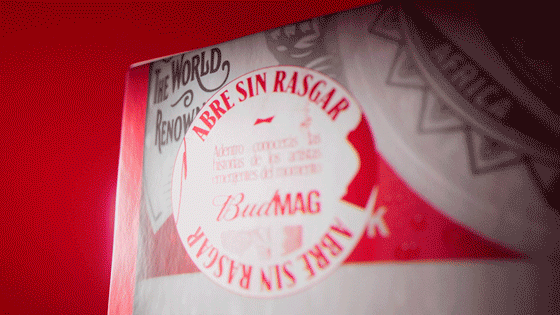 THE WORLD
RENOWN
AFRICA
ABRE SIN RASGAR
Adentro conocerás las
historias de los artistas
emergentes del momento
BudMAG
k
ABRE SIN RASGAR